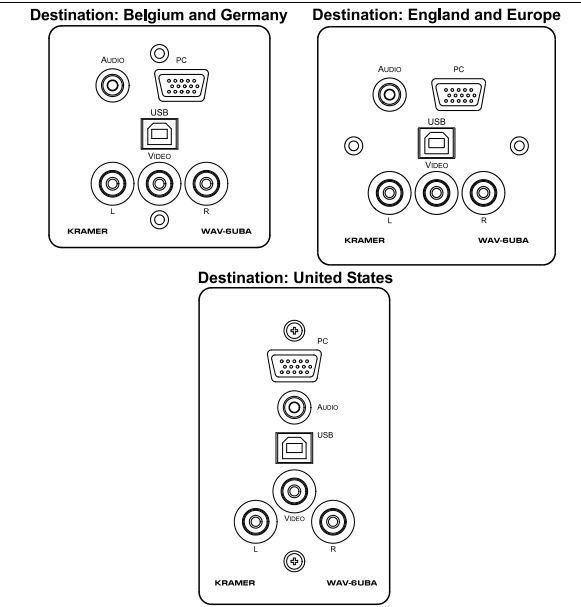 Destination: Belgium and Germany
AUDIO
PC
USB
VIDEO
L
R
KRAMER
WAV-6UBA
Destination: England and Europe
AUDIO
PC
USB
VIDEO
L
R
KRAMER
WAV-6UBA
Destination: United States
PC
AUDIO
USB
VIDEO
L
R
KRAMER
WAV-6UBA